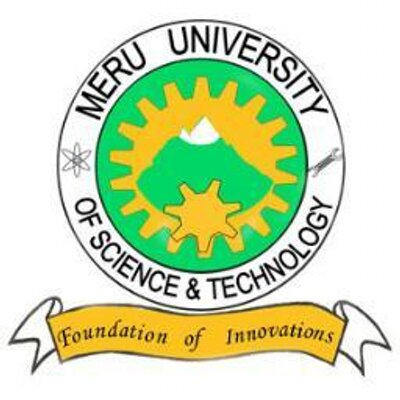 MERU UNIVERSITY
OF SCIENCE & TECHNOLOGY
Foundation of Innovations